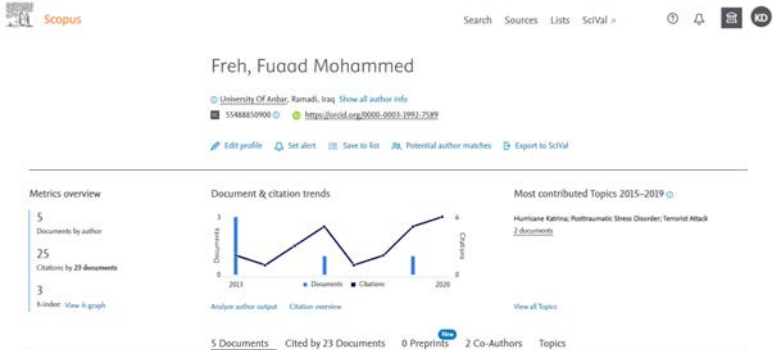 Scopus
Search Sources Lists SciVal
KD
Freh, Fuaad Mohammed
University Of Anbar, Ramadi, Iraq Show all author info
SC 55488850900 https://orcid.org/0000-0003-1992-7589
Edit profile Set alert Save to list Potential author matches Export to SciVal
Metrics overview
5
Documents by author
25
Citations by 23 documents
3
h-index: View h-graph
Document & citation trends
3
0
Documents
6
0
Citations
2013
2020
Documents Citations
Analyze author output Citation overview
Most contributed Topics 2015–2019
Hurricane Katrina; Posttraumatic Stress Disorder; Terrorist Attack
2 documents
View all Topics
New
5 Documents Cited by 23 Documents 0 Preprints 2 Co-Authors Topics